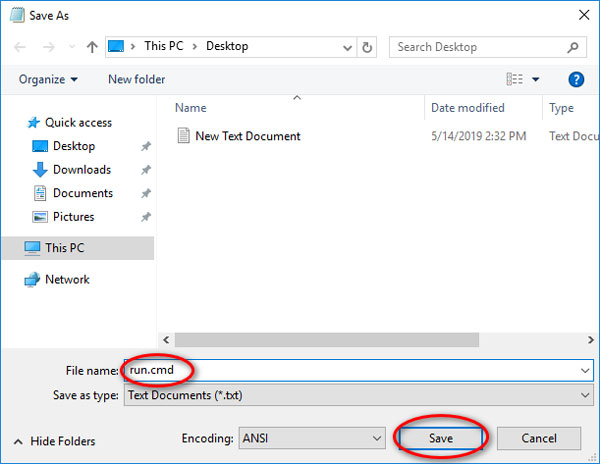 Save As
This PC > Desktop
Search Desktop
Organize
New folder
Name
Date modified
Type
Quick access
Desktop
Downloads
Documents
Pictures
This PC
Network
New Text Document
5/14/2019 2:32 PM
Text Docu
File name:
run.cmd
Save as type:
Text Documents (*.txt)
Hide Folders
Encoding:
ANSI
Save
Cancel